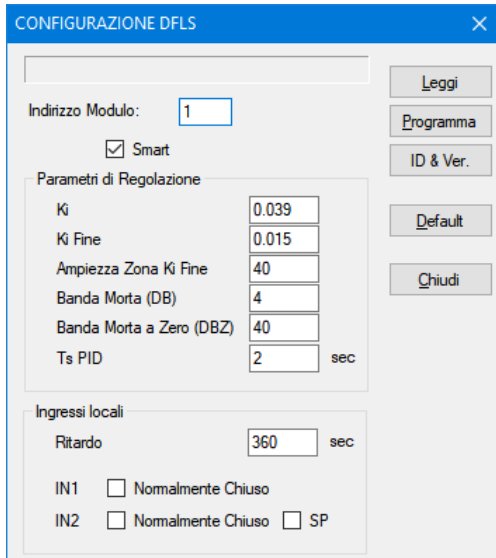 CONFIGURAZIONE DFLS
Leggi
Indirizzo Modulo: 1
Programma
Smart
ID & Ver.
Parametri di Regolazione
Ki 0.039
Default
Ki Fine 0.015
Ampiezza Zona Ki Fine 40
Chiudi
Banda Morta (DB) 4
Banda Morta a Zero (DBZ) 40
Ts PID 2 sec
Ingressi locali
Ritardo 360 sec
IN1 Normalmente Chiuso
IN2 Normalmente Chiuso SP